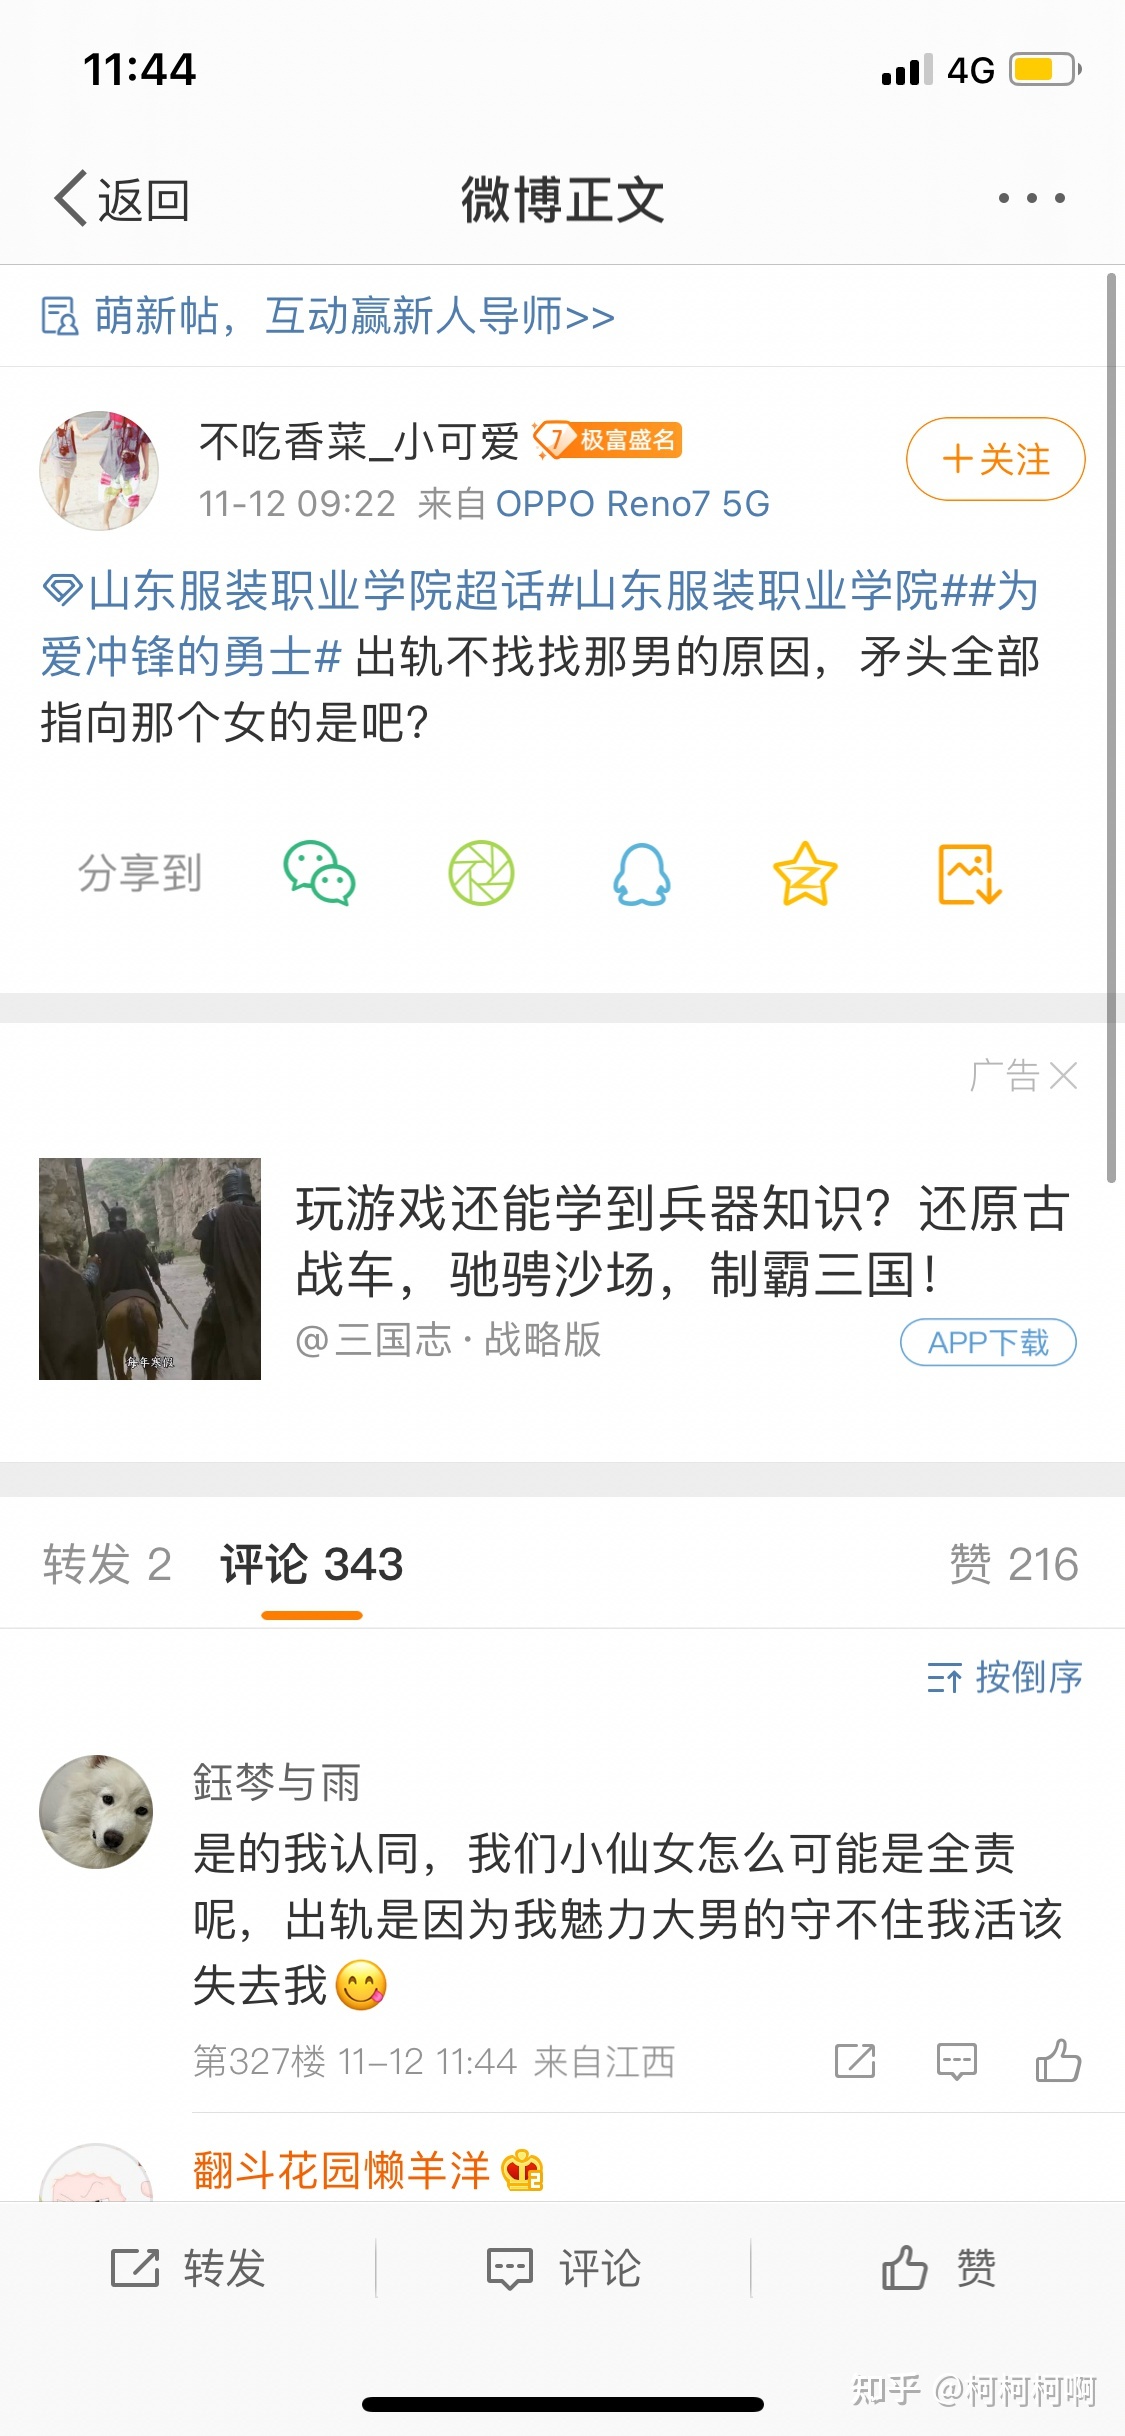 11:44
4G
返回
微博正文
萌新帖，互动赢新人导师>>
不吃香菜_小可爱
7 极富盛名
+关注
11-12 09:22 来自 OPPO Reno7 5G
山东服装职业学院超话#山东服装职业学院##为
爱冲锋的勇士# 出轨不找找那男的原因，矛头全部
指向那个女的是吧？
分享到
广告
玩游戏还能学到兵器知识？还原古
战车，驰骋沙场，制霸三国！
@三国志·战略版
APP下载
每年寒假
转发 2
评论 343
赞 216
按倒序
鈺棽与雨
是的我认同，我们小仙女怎么可能是全责
呢，出轨是因为我魅力大男的守不住我活该
失去我😋
第327楼 11-12 11:44 来自江西
翻斗花园懒羊洋
转发
评论
赞
知乎 @柯柯柯啊